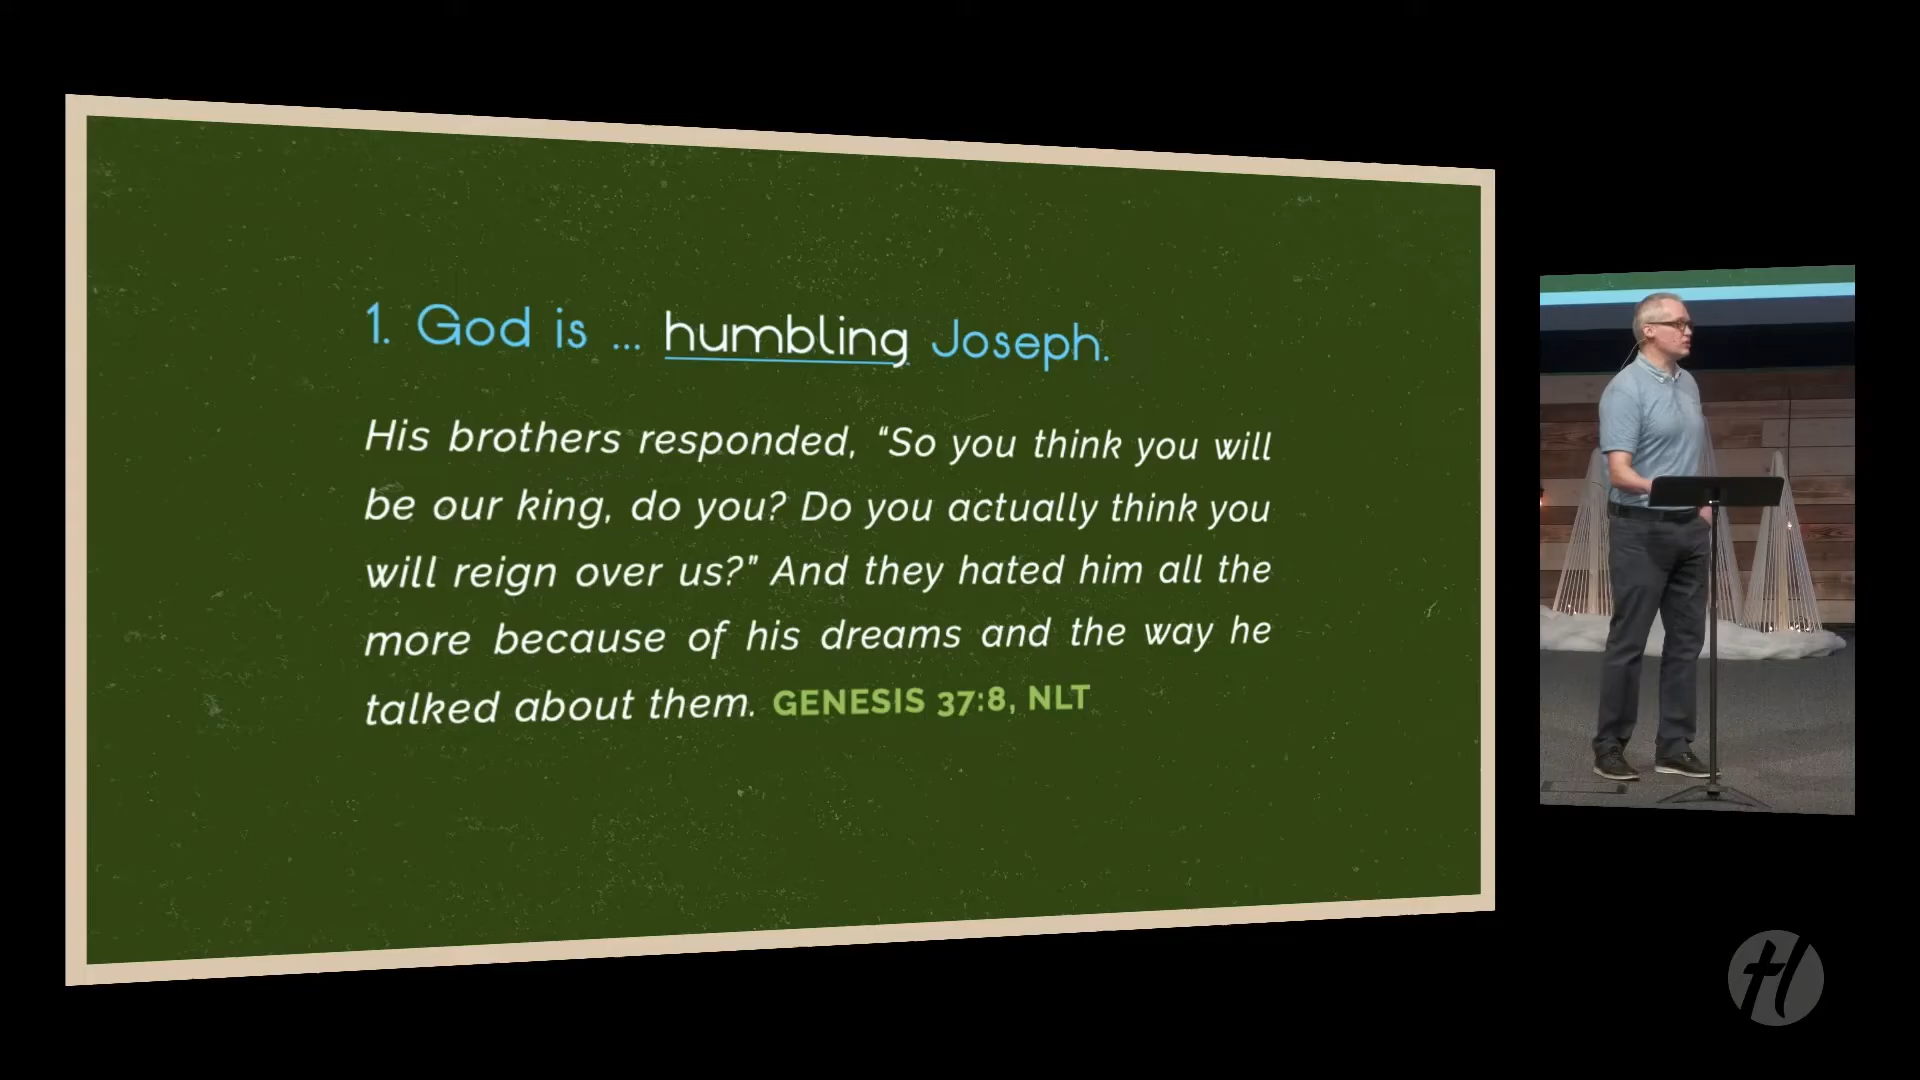 1. God is ... humbling Joseph.
His brothers responded, “So you think you will
be our king, do you? Do you actually think you
will reign over us?” And they hated him all the
more because of his dreams and the way he
talked about them. GENESIS 37:8, NLT